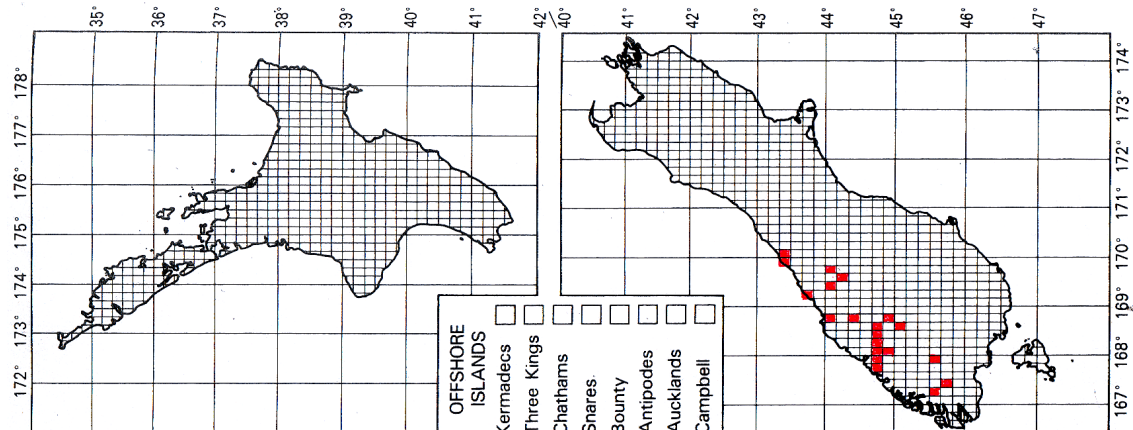 35° 36° 37° 38° 39° 40° 41° 42°
40° 41° 42° 43° 44° 45° 46° 47°
178°
177°
176°
175°
174°
173°
172°
174°
173°
172°
171°
170°
169°
168°
167°
OFFSHORE
ISLANDS
Kermadecs
Three Kings
Chathams
Snares
Bounty
Antipodes
Aucklands
Campbell